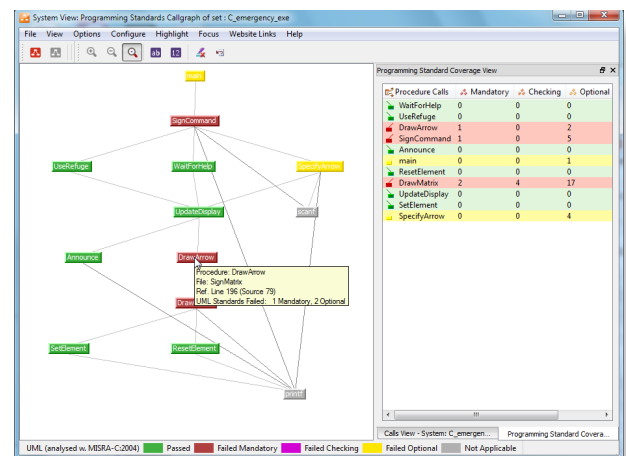 System View: Programming Standards Callgraph of set : C_emergency_exe
File View Options Configure Highlight Focus Website Links Help
ab 12
main
SignCommand
UseRefuge WaitForHelp SpecifyArrow
UpdateDisplay scanf
Announce DrawArrow
Procedure: DrawArrow
File: SignMatrix
Ref. Line 196 (Source 79)
UML Standards Failed: 1 Mandatory, 2 Optional
SetElement ResetElement
printf
Programming Standard Coverage View
Procedure Calls Mandatory Checking Optional
WaitForHelp 0 0 0
UseRefuge 0 0 0
DrawArrow 1 0 2
SignCommand 1 0 5
Announce 0 0 0
main 0 0 1
ResetElement 0 0 0
DrawMatrix 2 4 17
UpdateDisplay 0 0 0
SetElement 0 0 0
SpecifyArrow 0 0 4
Calls View - System: C_emergen... Programming Standard Covera...
UML (analysed w. MISRA-C:2004) Passed Failed Mandatory Failed Checking Failed Optional Not Applicable